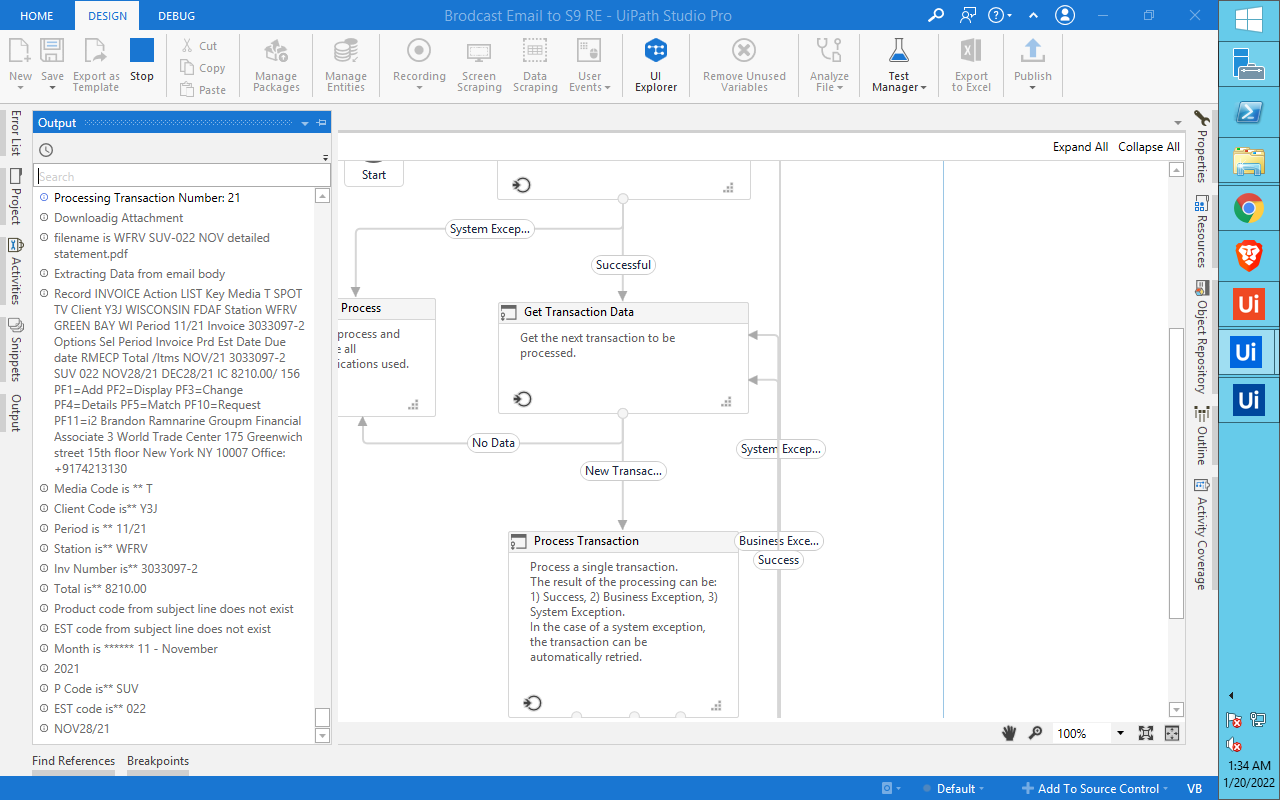 HOME
DESIGN
DEBUG
Brodcast Email to S9 RE - UiPath Studio Pro
New
Save
Export as
Template
Stop
Cut
Copy
Paste
Manage
Packages
Manage
Entities
Recording
Screen
Scraping
Data
Scraping
User
Events
UI
Explorer
Remove Unused
Variables
Analyze
File
Test
Manager
Export
to Excel
Publish
Error List
Project
Activities
Snippets
Output
Output
Search
Processing Transaction Number: 21
Downloadig Attachment
filename is WFRV SUV-022 NOV detailed
statement.pdf
Extracting Data from email body
Record INVOICE Action LIST Key Media T SPOT
TV Client Y3J WISCONSIN FDAF Station WFRV
GREEN BAY WI Period 11/21 Invoice 3033097-2
Options Sel Period Invoice Prd Est Date Due
date RMECP Total /Itms NOV/21 3033097-2
SUV 022 NOV28/21 DEC28/21 IC 8210.00/ 156
PF1=Add PF2=Display PF3=Change
PF4=Details PF5=Match PF10=Request
PF11=i2 Brandon Ramnarine Groupm Financial
Associate 3 World Trade Center 175 Greenwich
street 15th floor New York NY 10007 Office:
+9174213130
Media Code is ** T
Client Code is** Y3J
Period is** 11/21
Station is** WFRV
Inv Number is** 3033097-2
Total is** 8210.00
Product code from subject line does not exist
EST code from subject line does not exist
Month is ****** 11 - November
2021
P Code is** SUV
EST code is** 022
NOV28/21
Find References
Breakpoints
Expand All
Collapse All
Start
System Excep...
Successful
Process
process and
e all
ications used.
Get Transaction Data
Get the next transaction to be
processed.
No Data
System Excep...
New Transac...
Process Transaction
Business Exce...
Success
Process a single transaction.
The result of the processing can be:
1) Success, 2) Business Exception, 3)
System Exception.
In the case of a system exception,
the transaction can be
automatically retried.
100%
Properties
Resources
Object Repository
Outline
Activity Coverage
Default
Add To Source Control
VB
Ui
Ui
Ui
1:34 AM
1/20/2022